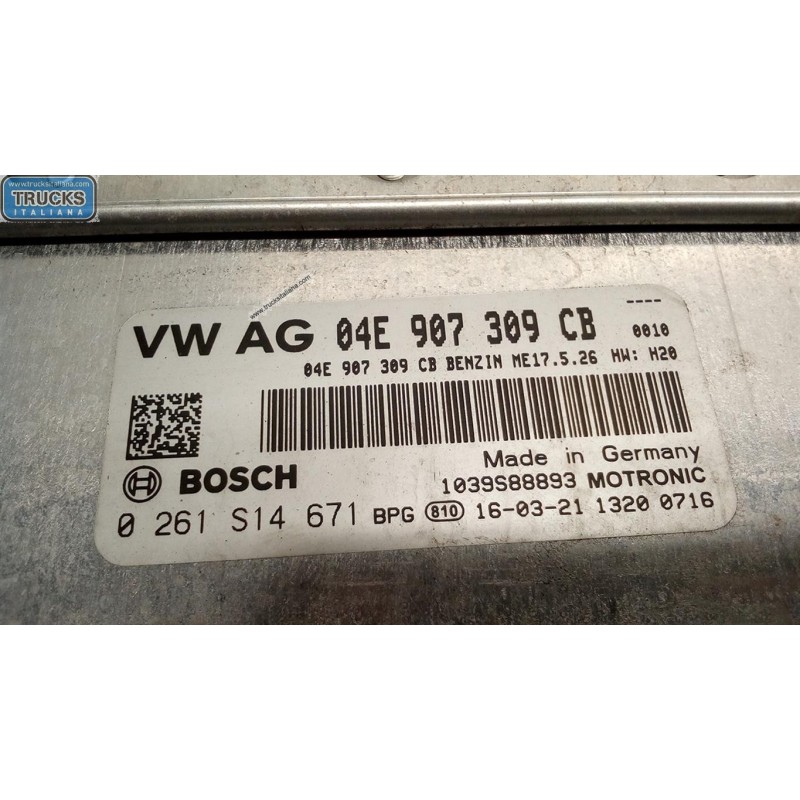 www.trucksitaliana.com
TRUCKS
ITALIANA
www.trucksitaliana.com
----
VW AG 04E 907 309 CB 0010
04E 907 309 CB BENZIN ME17.5.26 HW: H20
Made in Germany
BOSCH 1039S88893 MOTRONIC
0 261 S14 671 BPG 810 16-03-21 1320 0716